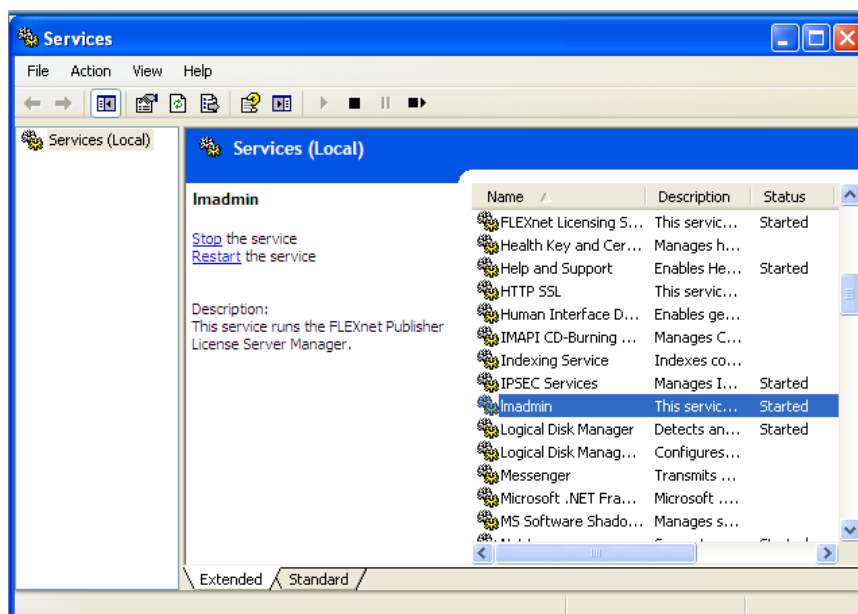 Services
File Action View Help
Services (Local)
Services (Local)
lmadmin
Stop the service
Restart the service
Description:
This service runs the FLEXnet Publisher
License Server Manager.
Name Description Status
FLEXnet Licensing S... This servic... Started
Health Key and Cer... Manages h...
Help and Support Enables He... Started
HTTP SSL This servic...
Human Interface D... Enables ge...
IMAPI CD-Burning ... Manages C...
Indexing Service Indexes co...
IPSEC Services Manages I... Started
lmadmin This servic... Started
Logical Disk Manager Detects an... Started
Logical Disk Manag... Configures...
Messenger Transmits ...
Microsoft .NET Fra... Microsoft ....
MS Software Shado... Manages s...
Extended Standard